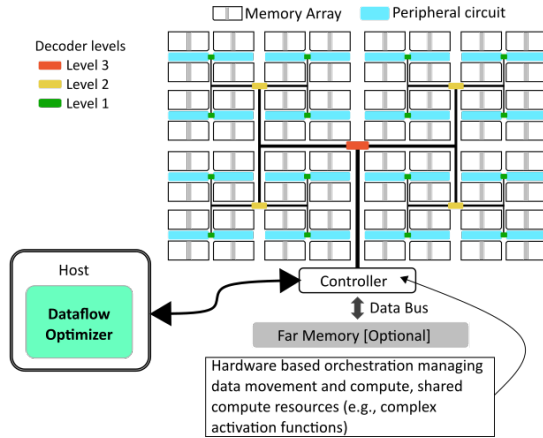 Memory Array
Peripheral circuit
Decoder levels
Level 3
Level 2
Level 1
Host
Dataflow
Optimizer
Controller
Data Bus
Far Memory [Optional]
Hardware based orchestration managing
data movement and compute, shared
compute resources (e.g., complex
activation functions)